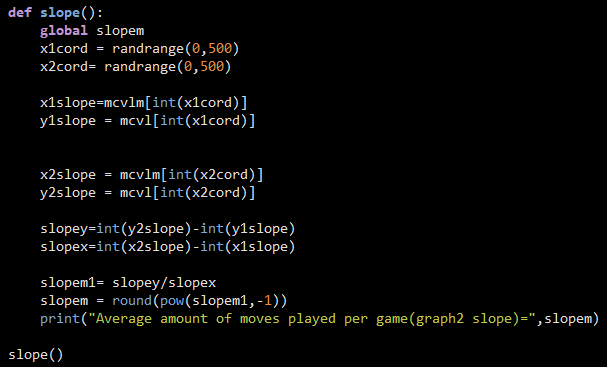 def slope():
    global slopem
    x1cord = randrange(0,500)
    x2cord= randrange(0,500)

    x1slope=mcvlm[int(x1cord)]
    y1slope = mcvl[int(x1cord)]


    x2slope = mcvlm[int(x2cord)]
    y2slope = mcvl[int(x2cord)]

    slopey=int(y2slope)-int(y1slope)
    slopex=int(x2slope)-int(x1slope)

    slopem1= slopey/slopex
    slopem = round(pow(slopem1,-1))
    print("Average amount of moves played per game(graph2 slope)=",slopem)

slope()